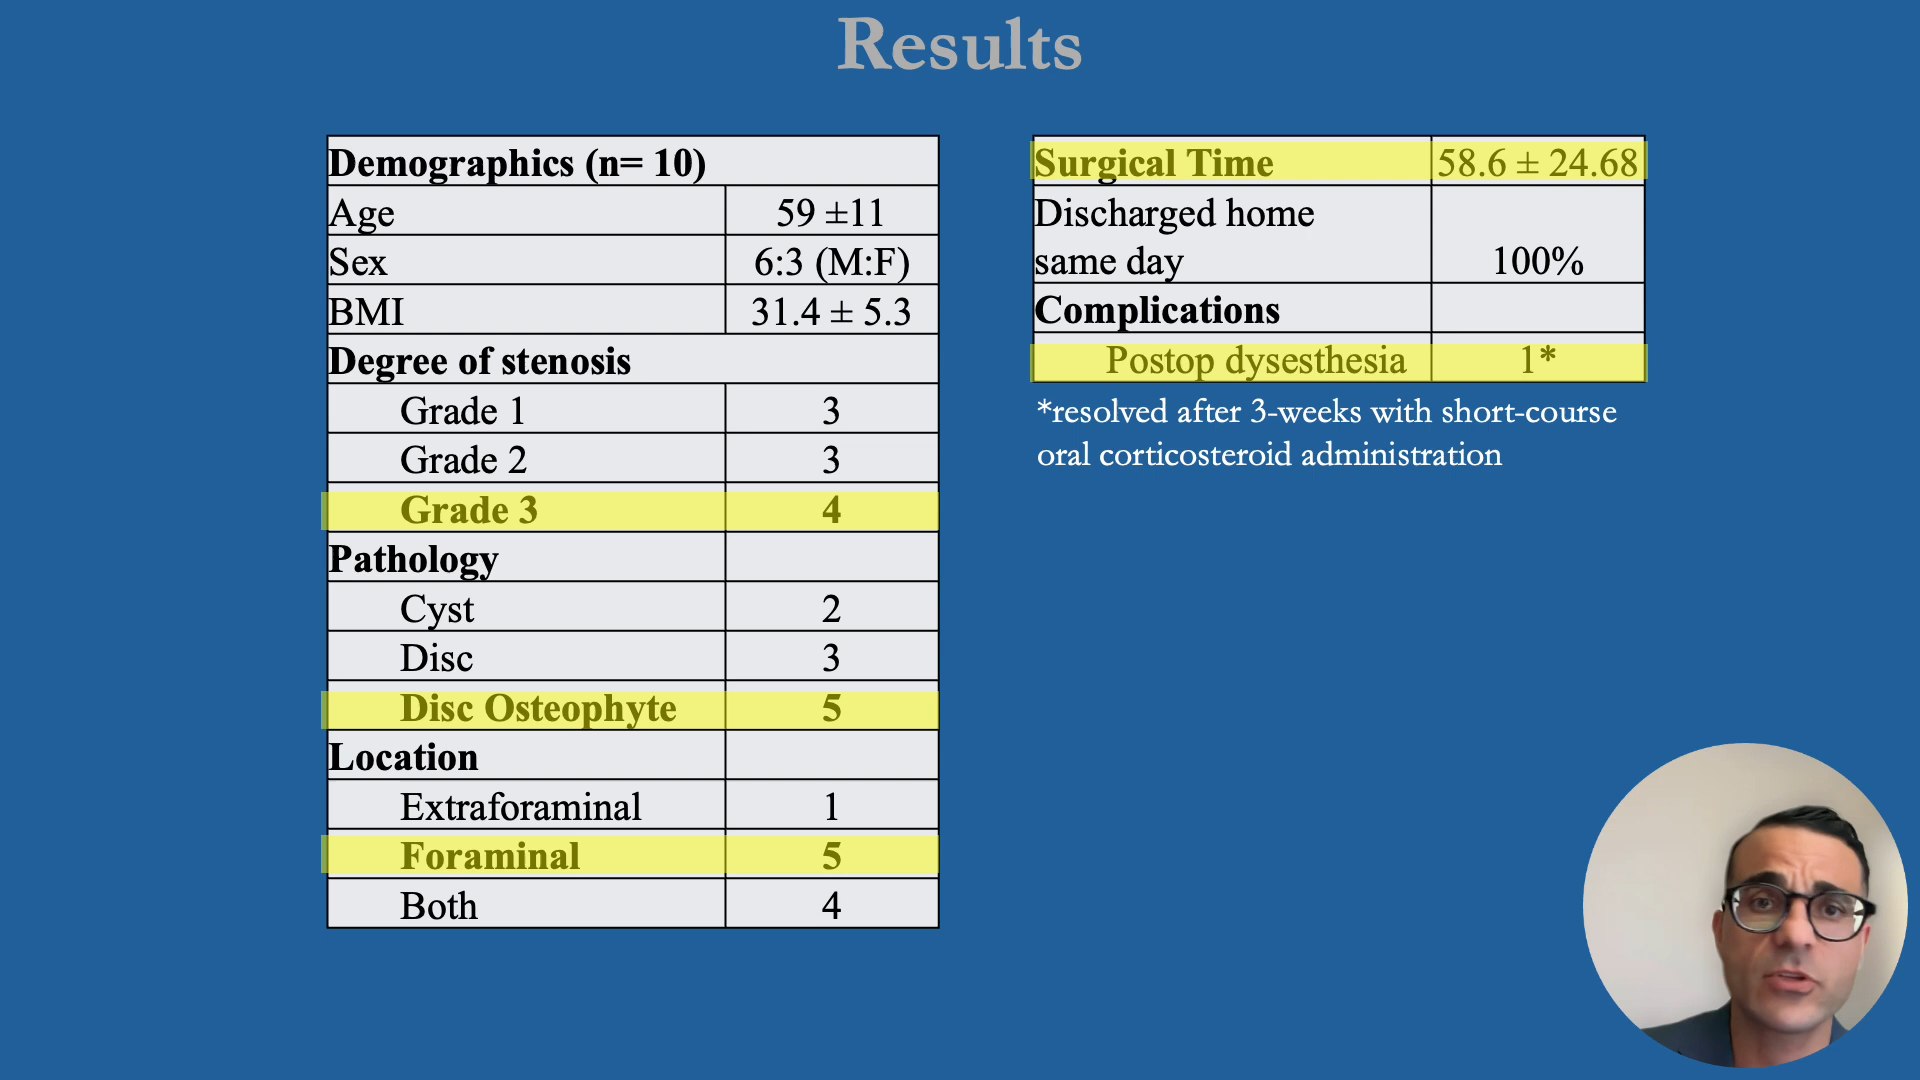 Results
Demographics (n= 10)
Age 59 ±11
Sex 6:3 (M:F)
BMI 31.4 ± 5.3
Degree of stenosis
Grade 1 3
Grade 2 3
Grade 3 4
Pathology
Cyst 2
Disc 3
Disc Osteophyte 5
Location
Extraforaminal 1
Foraminal 5
Both 4
Surgical Time 58.6 ± 24.68
Discharged home
same day 100%
Complications
Postop dysesthesia 1*
*resolved after 3-weeks with short-course
oral corticosteroid administration